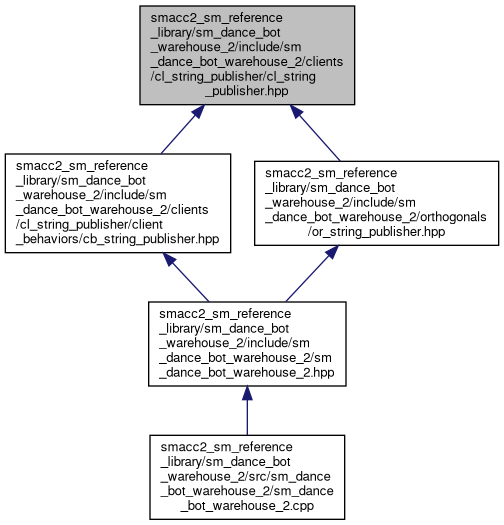 smacc2_sm_reference
_library/sm_dance_bot
_warehouse_2/include/sm
_dance_bot_warehouse_2/clients
/cl_string_publisher/cl_string
_publisher.hpp
smacc2_sm_reference
_library/sm_dance_bot
_warehouse_2/include/sm
_dance_bot_warehouse_2/clients
/cl_string_publisher/client
_behaviors/cb_string_publisher.hpp
smacc2_sm_reference
_library/sm_dance_bot
_warehouse_2/include/sm
_dance_bot_warehouse_2/orthogonals
/or_string_publisher.hpp
smacc2_sm_reference
_library/sm_dance_bot
_warehouse_2/include/sm
_dance_bot_warehouse_2/sm
_dance_bot_warehouse_2.hpp
smacc2_sm_reference
_library/sm_dance_bot
_warehouse_2/src/sm_dance
_bot_warehouse_2/sm_dance
_bot_warehouse_2.cpp